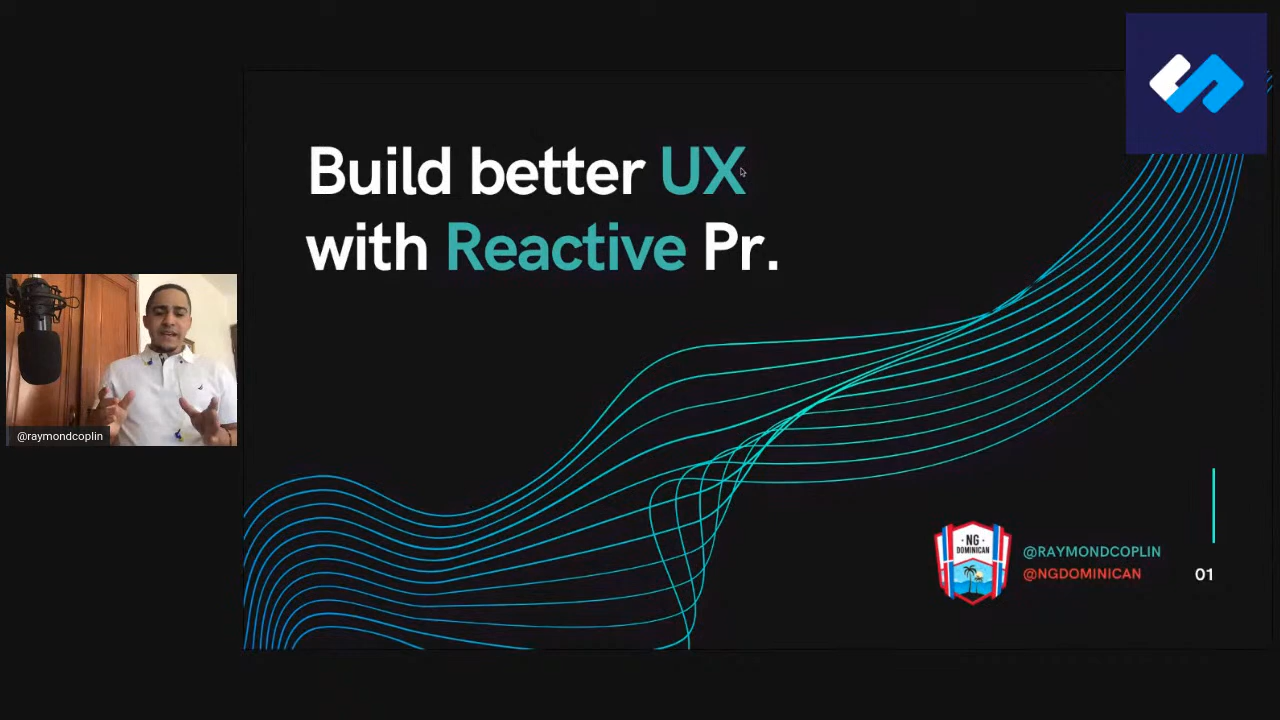 Build better UX
with Reactive Pr.
@raymondcoplin
· NG ·
DOMINICAN
@RAYMONDCOPLIN
@NGDOMINICAN
01